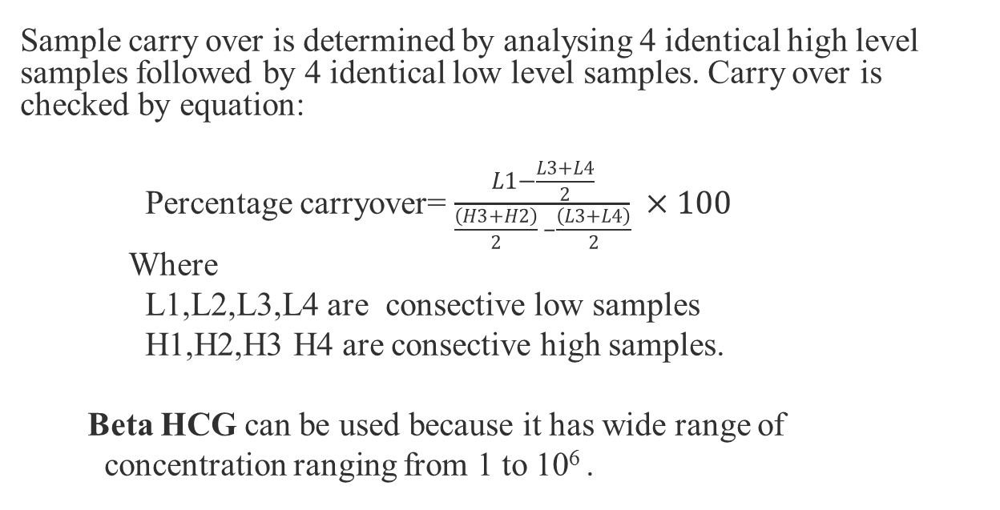 Sample carry over is determined by analysing 4 identical high level
samples followed by 4 identical low level samples. Carry over is
checked by equation:
Percentage carryover= \frac{L1-\frac{L3+L4}{2}}{\frac{(H3+H2)}{2}-\frac{(L3+L4)}{2}} × 100
Where
L1,L2,L3,L4 are consective low samples
H1,H2,H3 H4 are consective high samples.
Beta HCG can be used because it has wide range of
concentration ranging from 1 to 10⁶ .